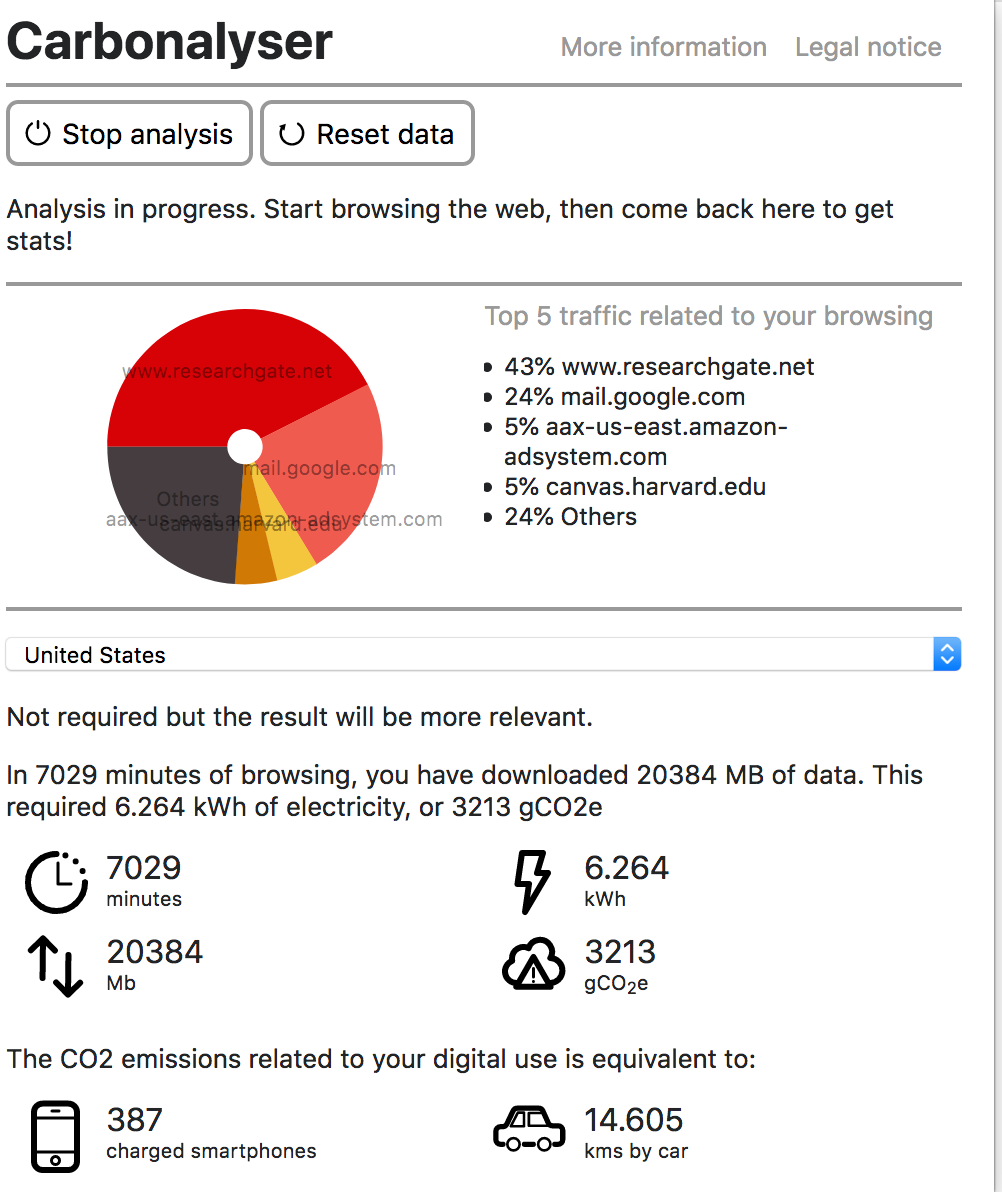 Carbonalyser
More information
Legal notice
Stop analysis
Reset data
Analysis in progress. Start browsing the web, then come back here to get
stats!
www.researchgate.net
mail.google.com
Others
aax-us-east.amazon-adsystem.com
canvas.harvard.edu
Top 5 traffic related to your browsing
43% www.researchgate.net
24% mail.google.com
5% aax-us-east.amazon-
adsystem.com
5% canvas.harvard.edu
24% Others
United States
Not required but the result will be more relevant.
In 7029 minutes of browsing, you have downloaded 20384 MB of data. This
required 6.264 kWh of electricity, or 3213 gCO2e
7029
minutes
6.264
kWh
20384
Mb
3213
gCO₂e
The CO2 emissions related to your digital use is equivalent to:
387
charged smartphones
14.605
kms by car